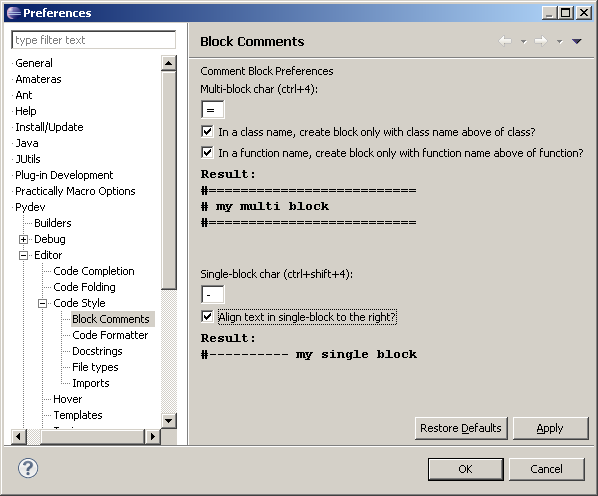 Preferences
type filter text
General
Amateras
Ant
Help
Install/Update
Java
JUtils
Plug-in Development
Practically Macro Options
Pydev
Builders
Debug
Editor
Code Completion
Code Folding
Code Style
Block Comments
Code Formatter
Docstrings
File types
Imports
Hover
Templates
Block Comments
Comment Block Preferences
Multi-block char (ctrl+4):
=
In a class name, create block only with class name above of class?
In a function name, create block only with function name above of function?
Result:
#==========================
# my multi block
#==========================
Single-block char (ctrl+shift+4):
-
Align text in single-block to the right?
Result:
#---------- my single block
Restore Defaults
Apply
?
OK
Cancel